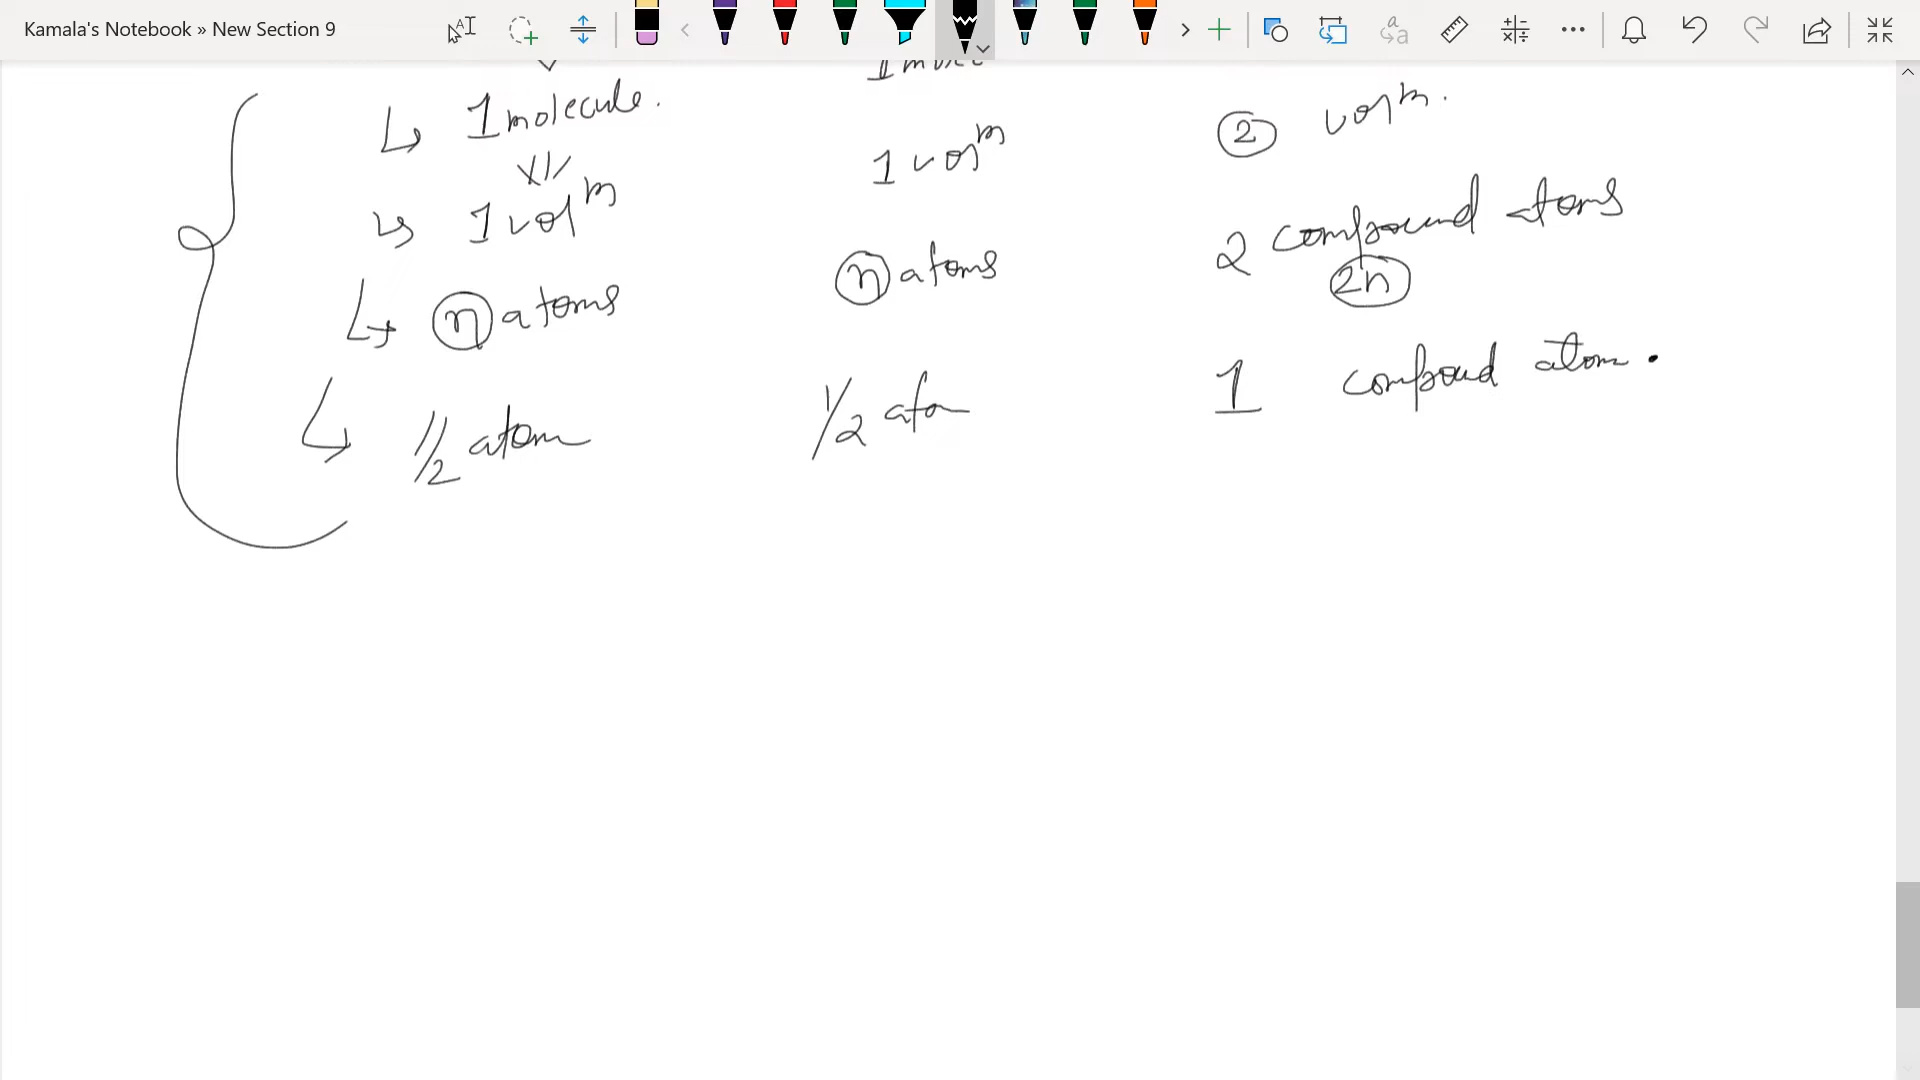 Kamala's Notebook » New Section 9
1 molecule. 1 mole
1 vol^m 1 vol^m ② vol^m.
ⓝ atoms ⓝ atoms 2 compound atoms
2n
1/2 atom 1/2 atom 1 compound atom.